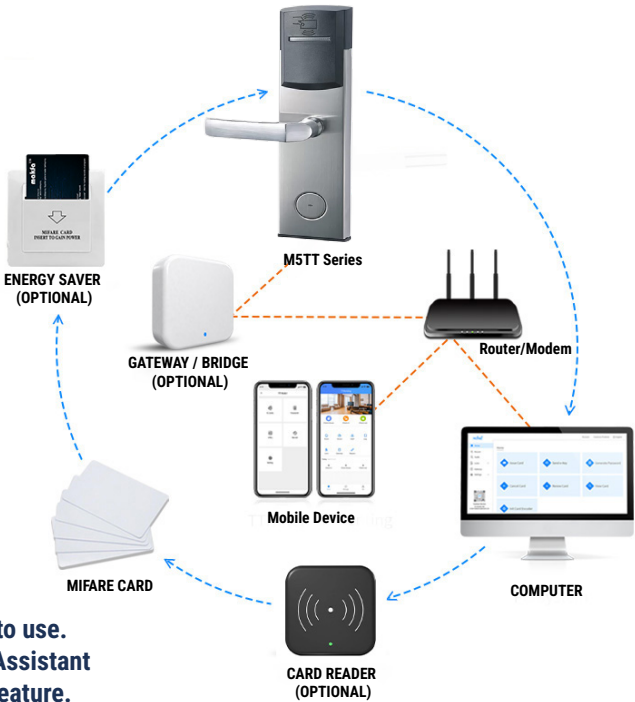 makfa™
MIFARE CARD
INSERT TO GAIN POWER
M5TT Series
ENERGY SAVER
(OPTIONAL)
Router/Modem
GATEWAY / BRIDGE
(OPTIONAL)
Mobile Device
MIFARE CARD
COMPUTER
CARD READER
(OPTIONAL)
to use.
Assistant
eature.